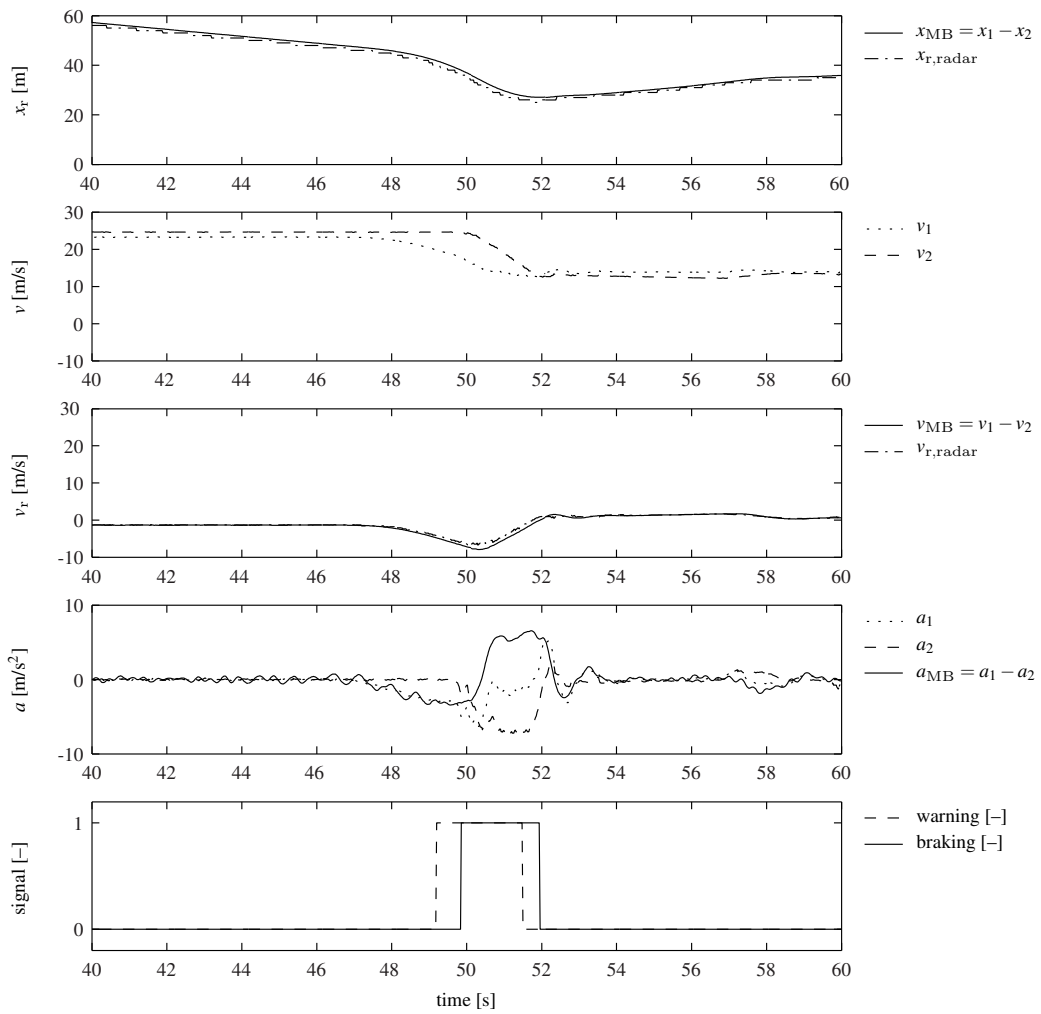 60
40
20
0
x_r [m]
40 42 44 46 48 50 52 54 56 58 60
x_MB = x_1 − x_2
x_r,radar
30
20
10
0
-10
v [m/s]
40 42 44 46 48 50 52 54 56 58 60
v_1
v_2
30
20
10
0
-10
v_r [m/s]
40 42 44 46 48 50 52 54 56 58 60
v_MB = v_1 − v_2
v_r,radar
10
0
-10
a [m/s²]
40 42 44 46 48 50 52 54 56 58 60
a_1
a_2
a_MB = a_1 − a_2
1
0
signal [–]
40 42 44 46 48 50 52 54 56 58 60
time [s]
warning [–]
braking [–]